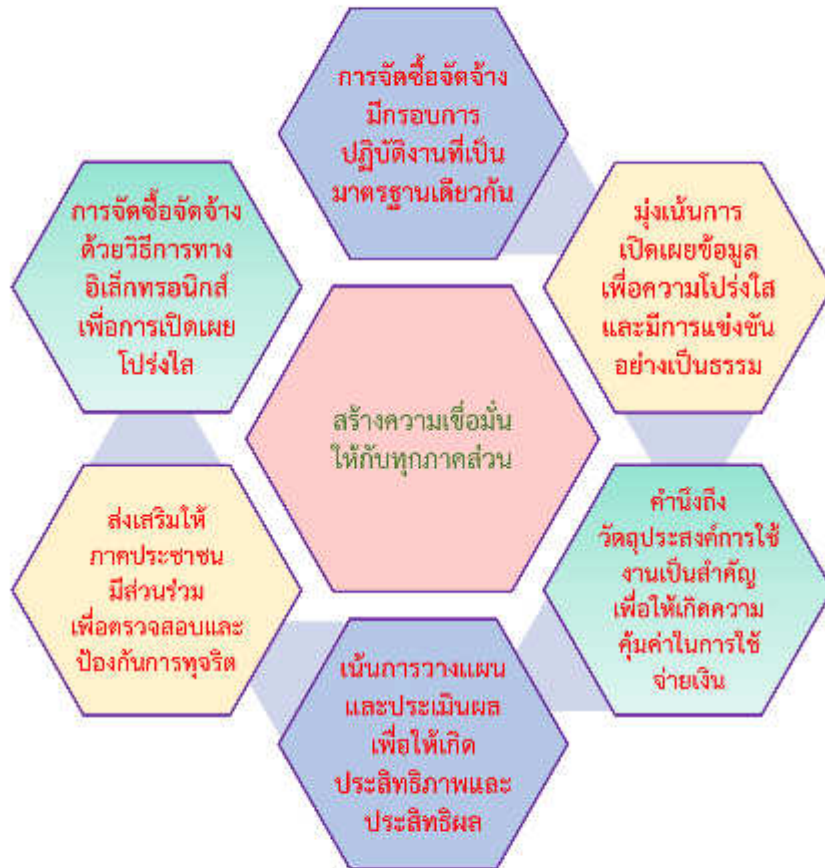 การจัดซื้อจัดจ้าง
มีกรอบการ
ปฏิบัติงานที่เป็น
มาตรฐานเดียวกัน
มุ่งเน้นการ
เปิดเผยข้อมูล
เพื่อความโปร่งใส
และมีการแข่งขัน
อย่างเป็นธรรม
คำนึงถึง
วัตถุประสงค์การใช้
งานเป็นสำคัญ
เพื่อให้เกิดความ
คุ้มค่าในการใช้
จ่ายเงิน
เน้นการวางแผน
และประเมินผล
เพื่อให้เกิด
ประสิทธิภาพและ
ประสิทธิผล
ส่งเสริมให้
ภาคประชาชน
มีส่วนร่วม
เพื่อตรวจสอบและ
ป้องกันการทุจริต
การจัดซื้อจัดจ้าง
ด้วยวิธีการทาง
อิเล็กทรอนิกส์
เพื่อการเปิดเผย
โปร่งใส
สร้างความเชื่อมั่น
ให้กับทุกภาคส่วน